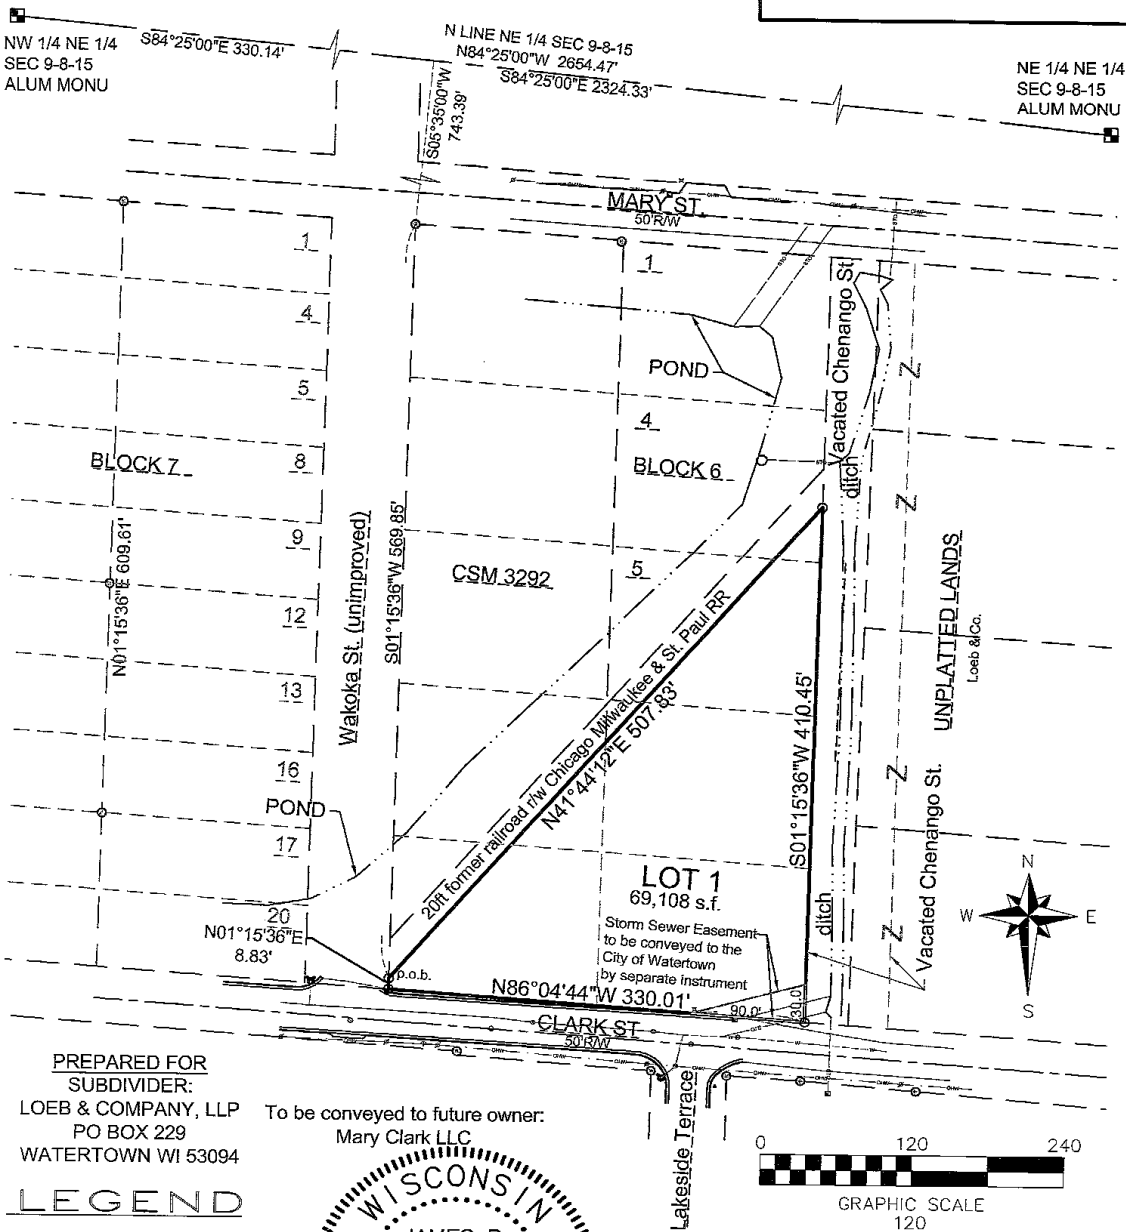 NW 1/4 NE 1/4
SEC 9-8-15
ALUM MONU
S84°25'00"E 330.14'
N LINE NE 1/4 SEC 9-8-15
N84°25'00"W 2654.47'
S84°25'00"E 2324.33'
NE 1/4 NE 1/4
SEC 9-8-15
ALUM MONU
S05°35'00"W
743.39'
MARY ST.
50'R/W
1
1
4
POND
Vacated Chenango St
5
4
BLOCK 7
8
BLOCK 6
ditch
Z
Z
9
CSM 3292
5
12
N01°15'36"E 609.61'
Wakoka St. (unimproved)
S01°15'36"W 569.85'
UNPLATTED LANDS
Loeb & Co.
13
20ft former railroad r/w Chicago Milwaukee & St. Paul RR
N41°44'12"E 507.83'
S01°15'36"W 410.45'
16
POND
Z
Vacated Chenango St.
17
LOT 1
69,108 s.f.
ditch
Z
N
W
E
S
20
N01°15'36"E
8.83'
Storm Sewer Easement
to be conveyed to the
City of Watertown
by separate instrument
p.o.b.
N86°04'44"W 330.01'
90.0'
30.0'
CLARK ST
50'R/W
PREPARED FOR
SUBDIVIDER:
LOEB & COMPANY, LLP
PO BOX 229
WATERTOWN WI 53094
To be conveyed to future owner:
Mary Clark LLC
Lakeside Terrace
0 120 240
GRAPHIC SCALE
120
LEGEND
WISCONSIN